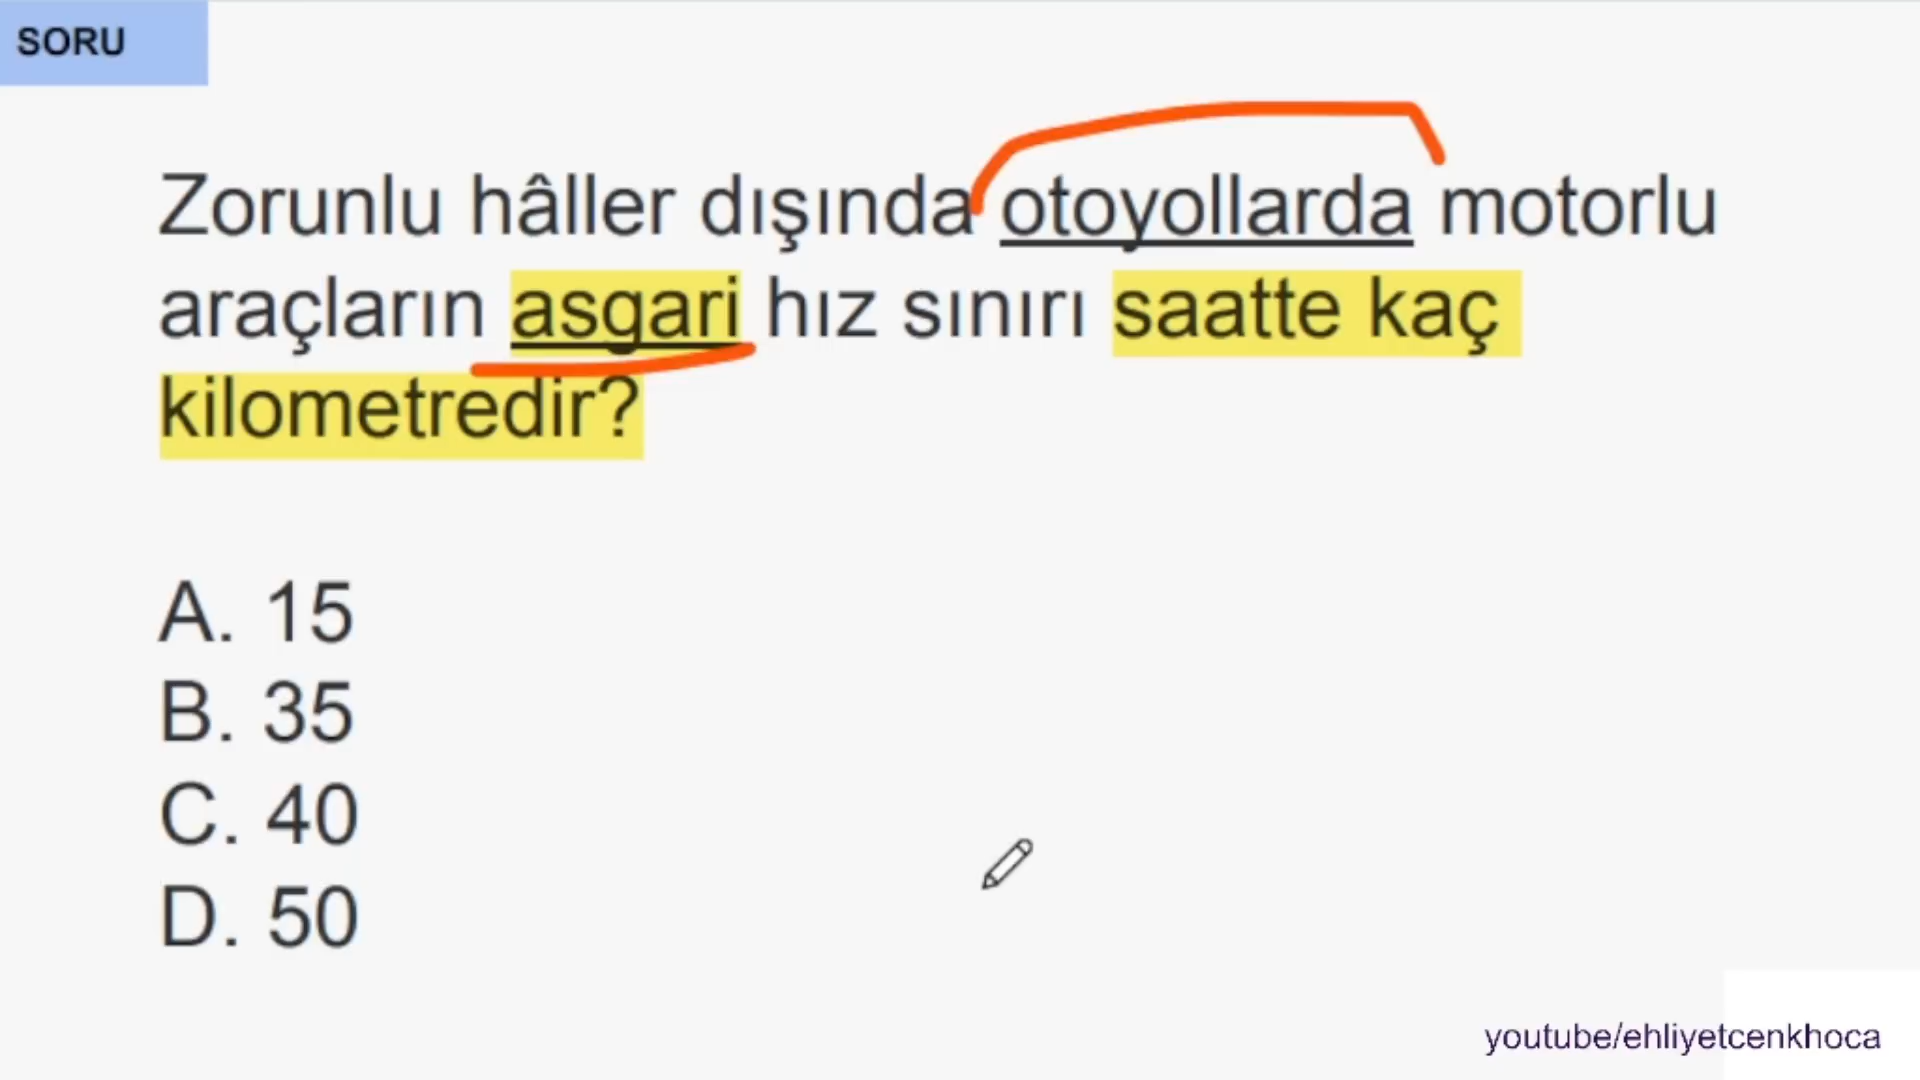 SORU
Zorunlu hâller dışında otoyollarda motorlu
araçların asgari hız sınırı saatte kaç
kilometredir?
A. 15
B. 35
C. 40
D. 50
youtube/ehliyetcenkhoca